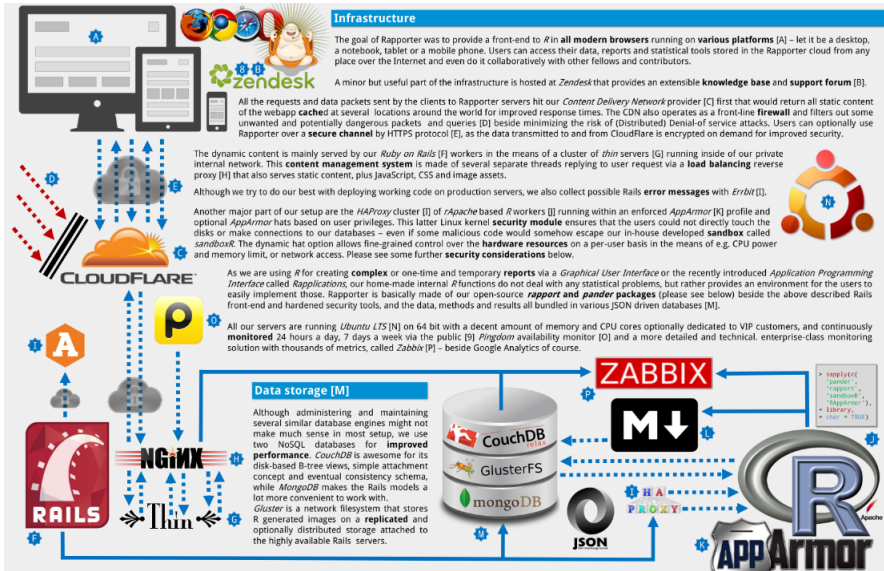 Infrastructure
A
The goal of Rapporter was to provide a front-end to R in all modern browsers running on various platforms [A] – let it be a desktop,
a notebook, tablet or a mobile phone. Users can access their data, reports and statistical tools stored in the Rapporter cloud from any
place over the Internet and even do it collaboratively with other fellows and contributors.
8 B
zendesk
A minor but useful part of the infrastructure is hosted at Zendesk that provides an extensible knowledge base and support forum [B].
All the requests and data packets sent by the clients to Rapporter servers hit our Content Delivery Network provider [C] first that would return all static content
of the webapp cached at several locations around the world for improved response times. The CDN also operates as a front-line firewall and filters out some
unwanted and potentially dangerous packets and queries [D] beside minimizing the risk of (Distributed) Denial-of service attacks. Users can optionally use
Rapporter over a secure channel by HTTPS protocol [E], as the data transmitted to and from CloudFlare is encrypted on demand for improved security.
The dynamic content is mainly served by our Ruby on Rails [F] workers in the means of a cluster of thin servers [G] running inside of our private
internal network. This content management system is made of several separate threads replying to user request via a load balancing reverse
proxy [H] that also serves static content, plus JavaScript, CSS and image assets.
D
E
Although we try to do our best with deploying working code on production servers, we also collect possible Rails error messages with Errbit [I].
N
Another major part of our setup are the HAProxy cluster [I] of rApache based R workers [J] running within an enforced AppArmor [K] profile and
optional AppArmor hats based on user privileges. This latter Linux kernel security module ensures that the users could not directly touch the
disks or make connections to our databases – even if some malicious code would somehow escape our in-house developed sandbox called
sandboxR. The dynamic hat option allows fine-grained control over the hardware resources on a per-user basis in the means of e.g. CPU power
and memory limit, or network access. Please see some further security considerations below.
C
CLOUDFLARE
As we are using R for creating complex or one-time and temporary reports via a Graphical User Interface or the recently introduced Application Programming
Interface called Rapplications, our home-made internal R functions do not deal with any statistical problems, but rather provides an environment for the users to
easily implement those. Rapporter is basically made of our open-source rapport and pander packages (please see below) beside the above described Rails
front-end and hardened security tools, and the data, methods and results all bundled in various JSON driven databases [M].
P
O
All our servers are running Ubuntu LTS [N] on 64 bit with a decent amount of memory and CPU cores optionally dedicated to VIP customers, and continuously
monitored 24 hours a day, 7 days a week via the public [9] Pingdom availability monitor [O] and a more detailed and technical. enterprise-class monitoring
solution with thousands of metrics, called Zabbix [P] – beside Google Analytics of course.
I
A
ZABBIX
P
> sapply(c(
'pander',
'rapport',
'sandboxR',
'RAppArmor'),
+ library,
+ char = TRUE)
Data storage [M]
Although administering and maintaining
several similar database engines might not
make much sense in most setup, we use
two NoSQL databases for improved
performance. CouchDB is awesome for its
disk-based B-tree views, simple attachment
concept and eventual consistency schema,
while MongoDB makes the Rails models a
lot more convenient to work with.
Gluster is a network filesystem that stores
R generated images on a replicated and
optionally distributed storage attached to
the highly available Rails servers.
M
L
CouchDB
relax
GlusterFS
mongoDB
M
J
R
Apache
NGiNX
H
RAILS
F
Thin
G
JSON
I HA
PROXY
K
APPArmor